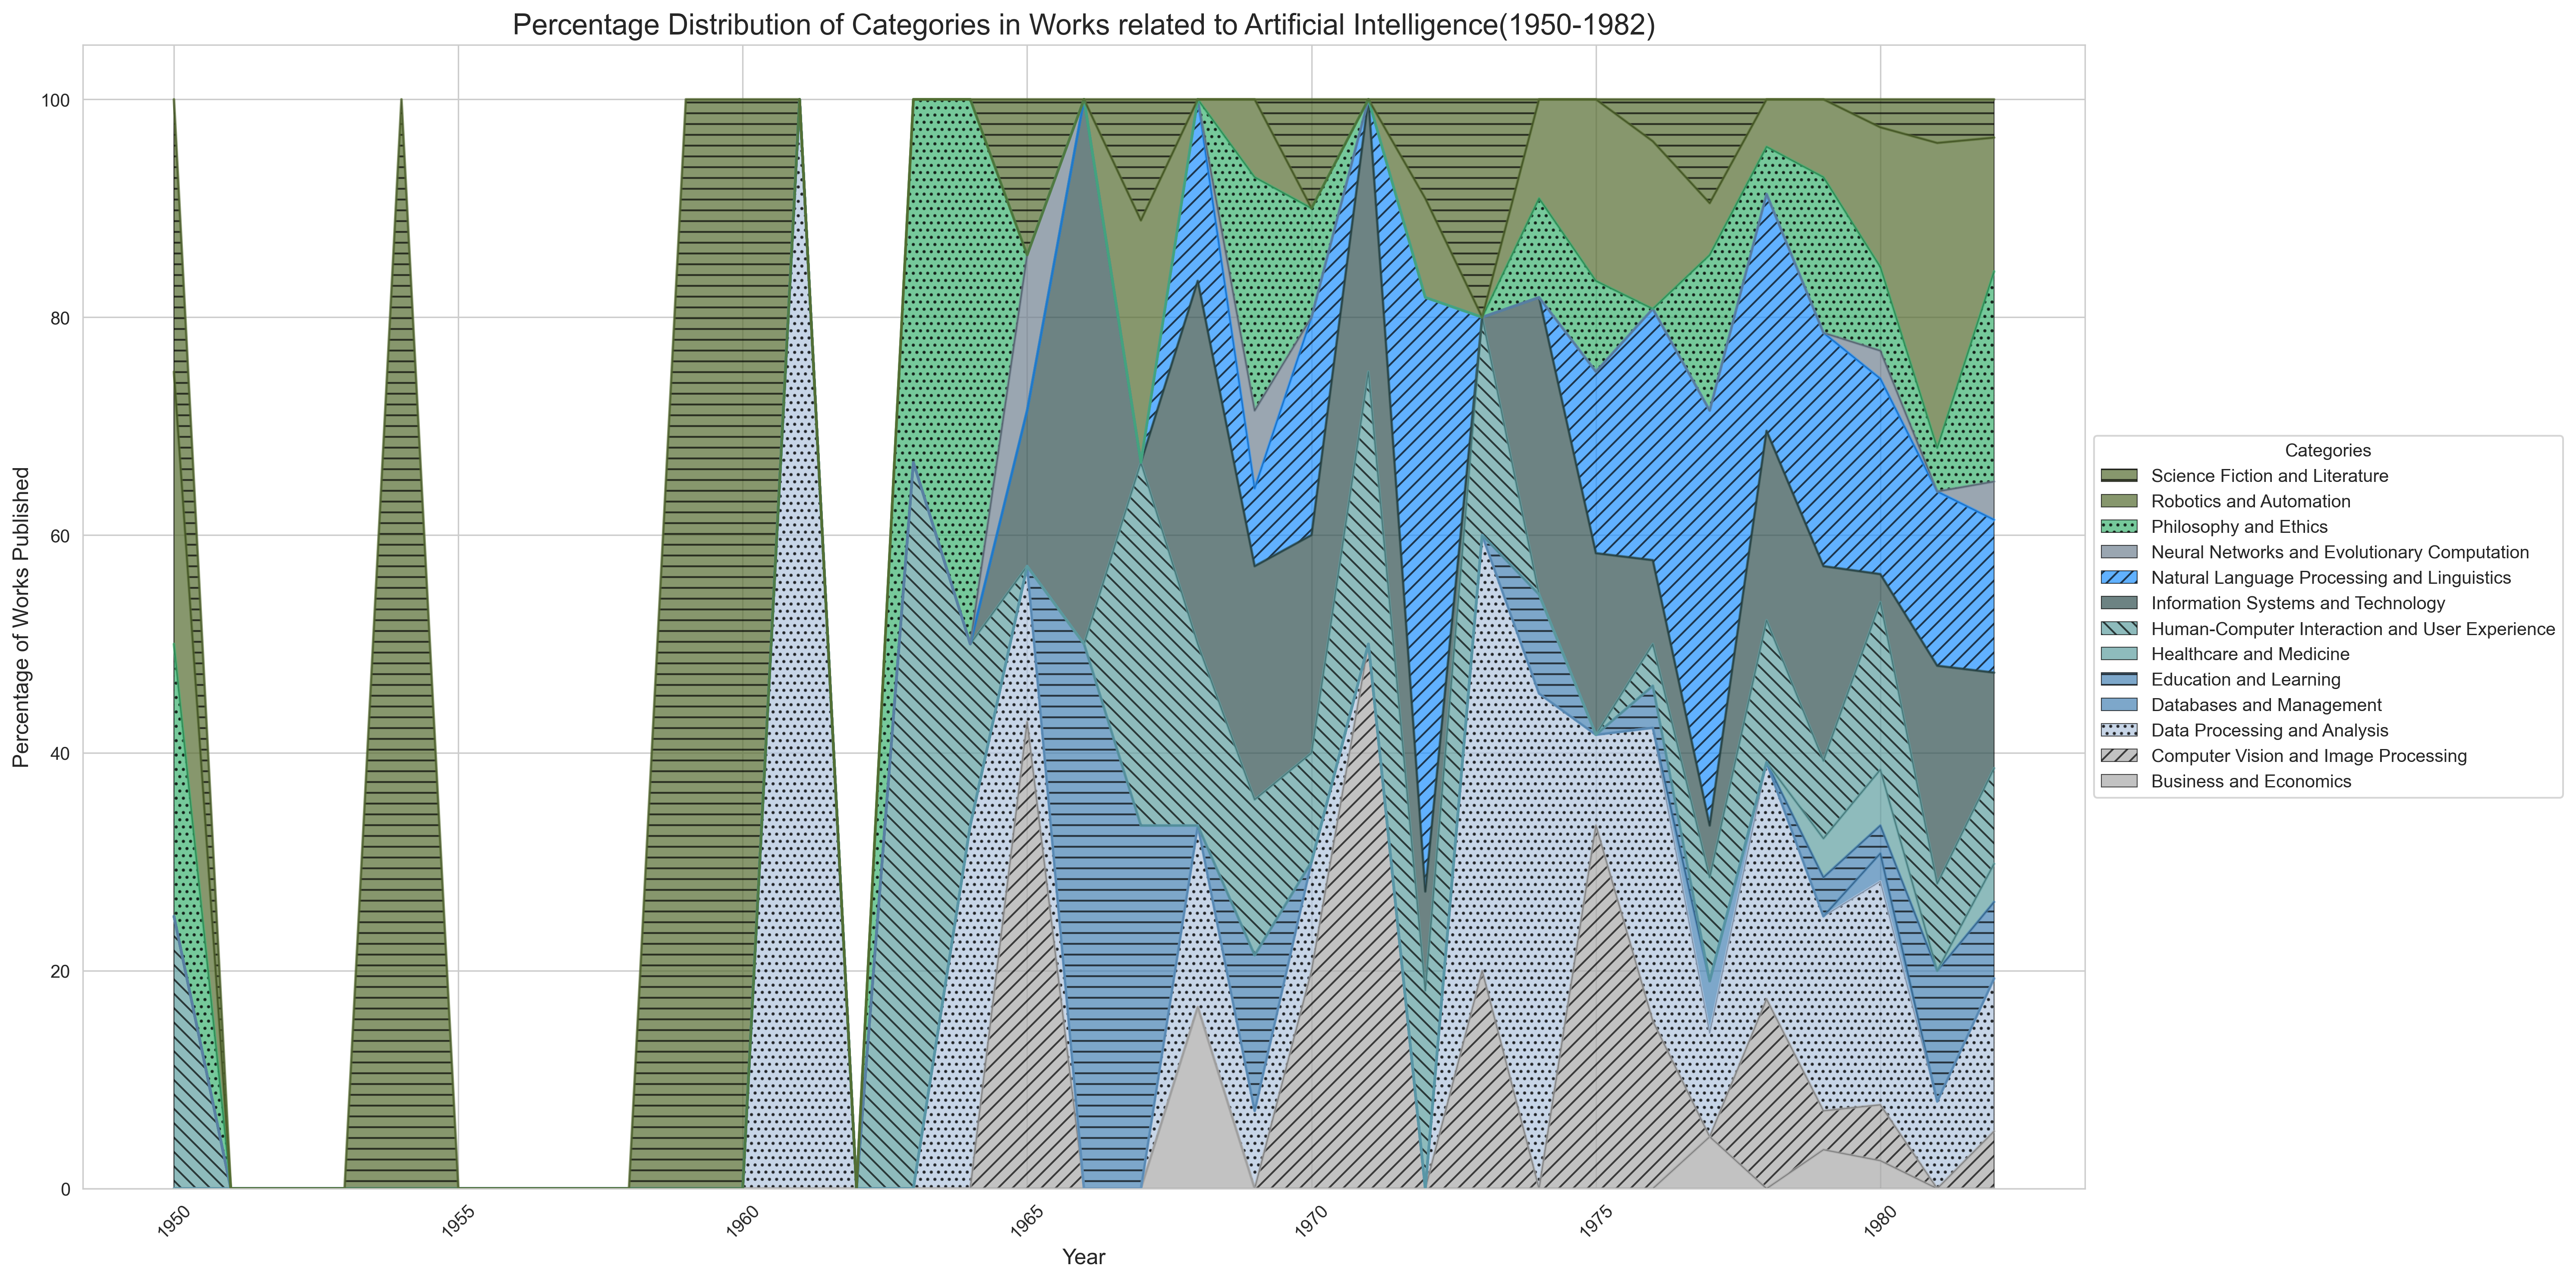 Percentage Distribution of Categories in Works related to Artificial Intelligence(1950-1982)
Percentage of Works Published
100
80
60
40
20
0
1950
1955
1960
1965
1970
1975
1980
Year
Categories
Science Fiction and Literature
Robotics and Automation
Philosophy and Ethics
Neural Networks and Evolutionary Computation
Natural Language Processing and Linguistics
Information Systems and Technology
Human-Computer Interaction and User Experience
Healthcare and Medicine
Education and Learning
Databases and Management
Data Processing and Analysis
Computer Vision and Image Processing
Business and Economics